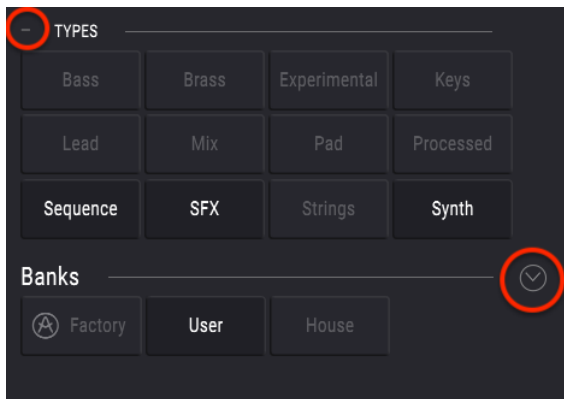 TYPES
Bass Brass Experimental Keys
Lead Mix Pad Processed
Sequence SFX Strings Synth
Banks
Factory User House